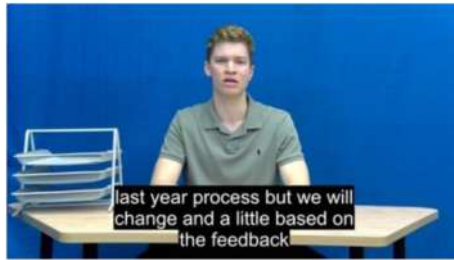 last year process but we will
change and a little based on
the feedback